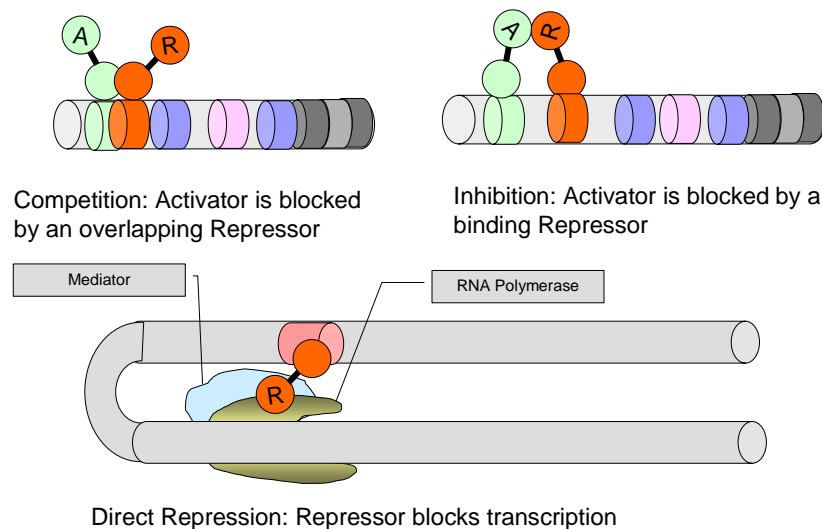 A
R
A
R
Competition: Activator is blocked
by an overlapping Repressor
Inhibition: Activator is blocked by a
binding Repressor
Mediator
RNA Polymerase
R
Direct Repression: Repressor blocks transcription